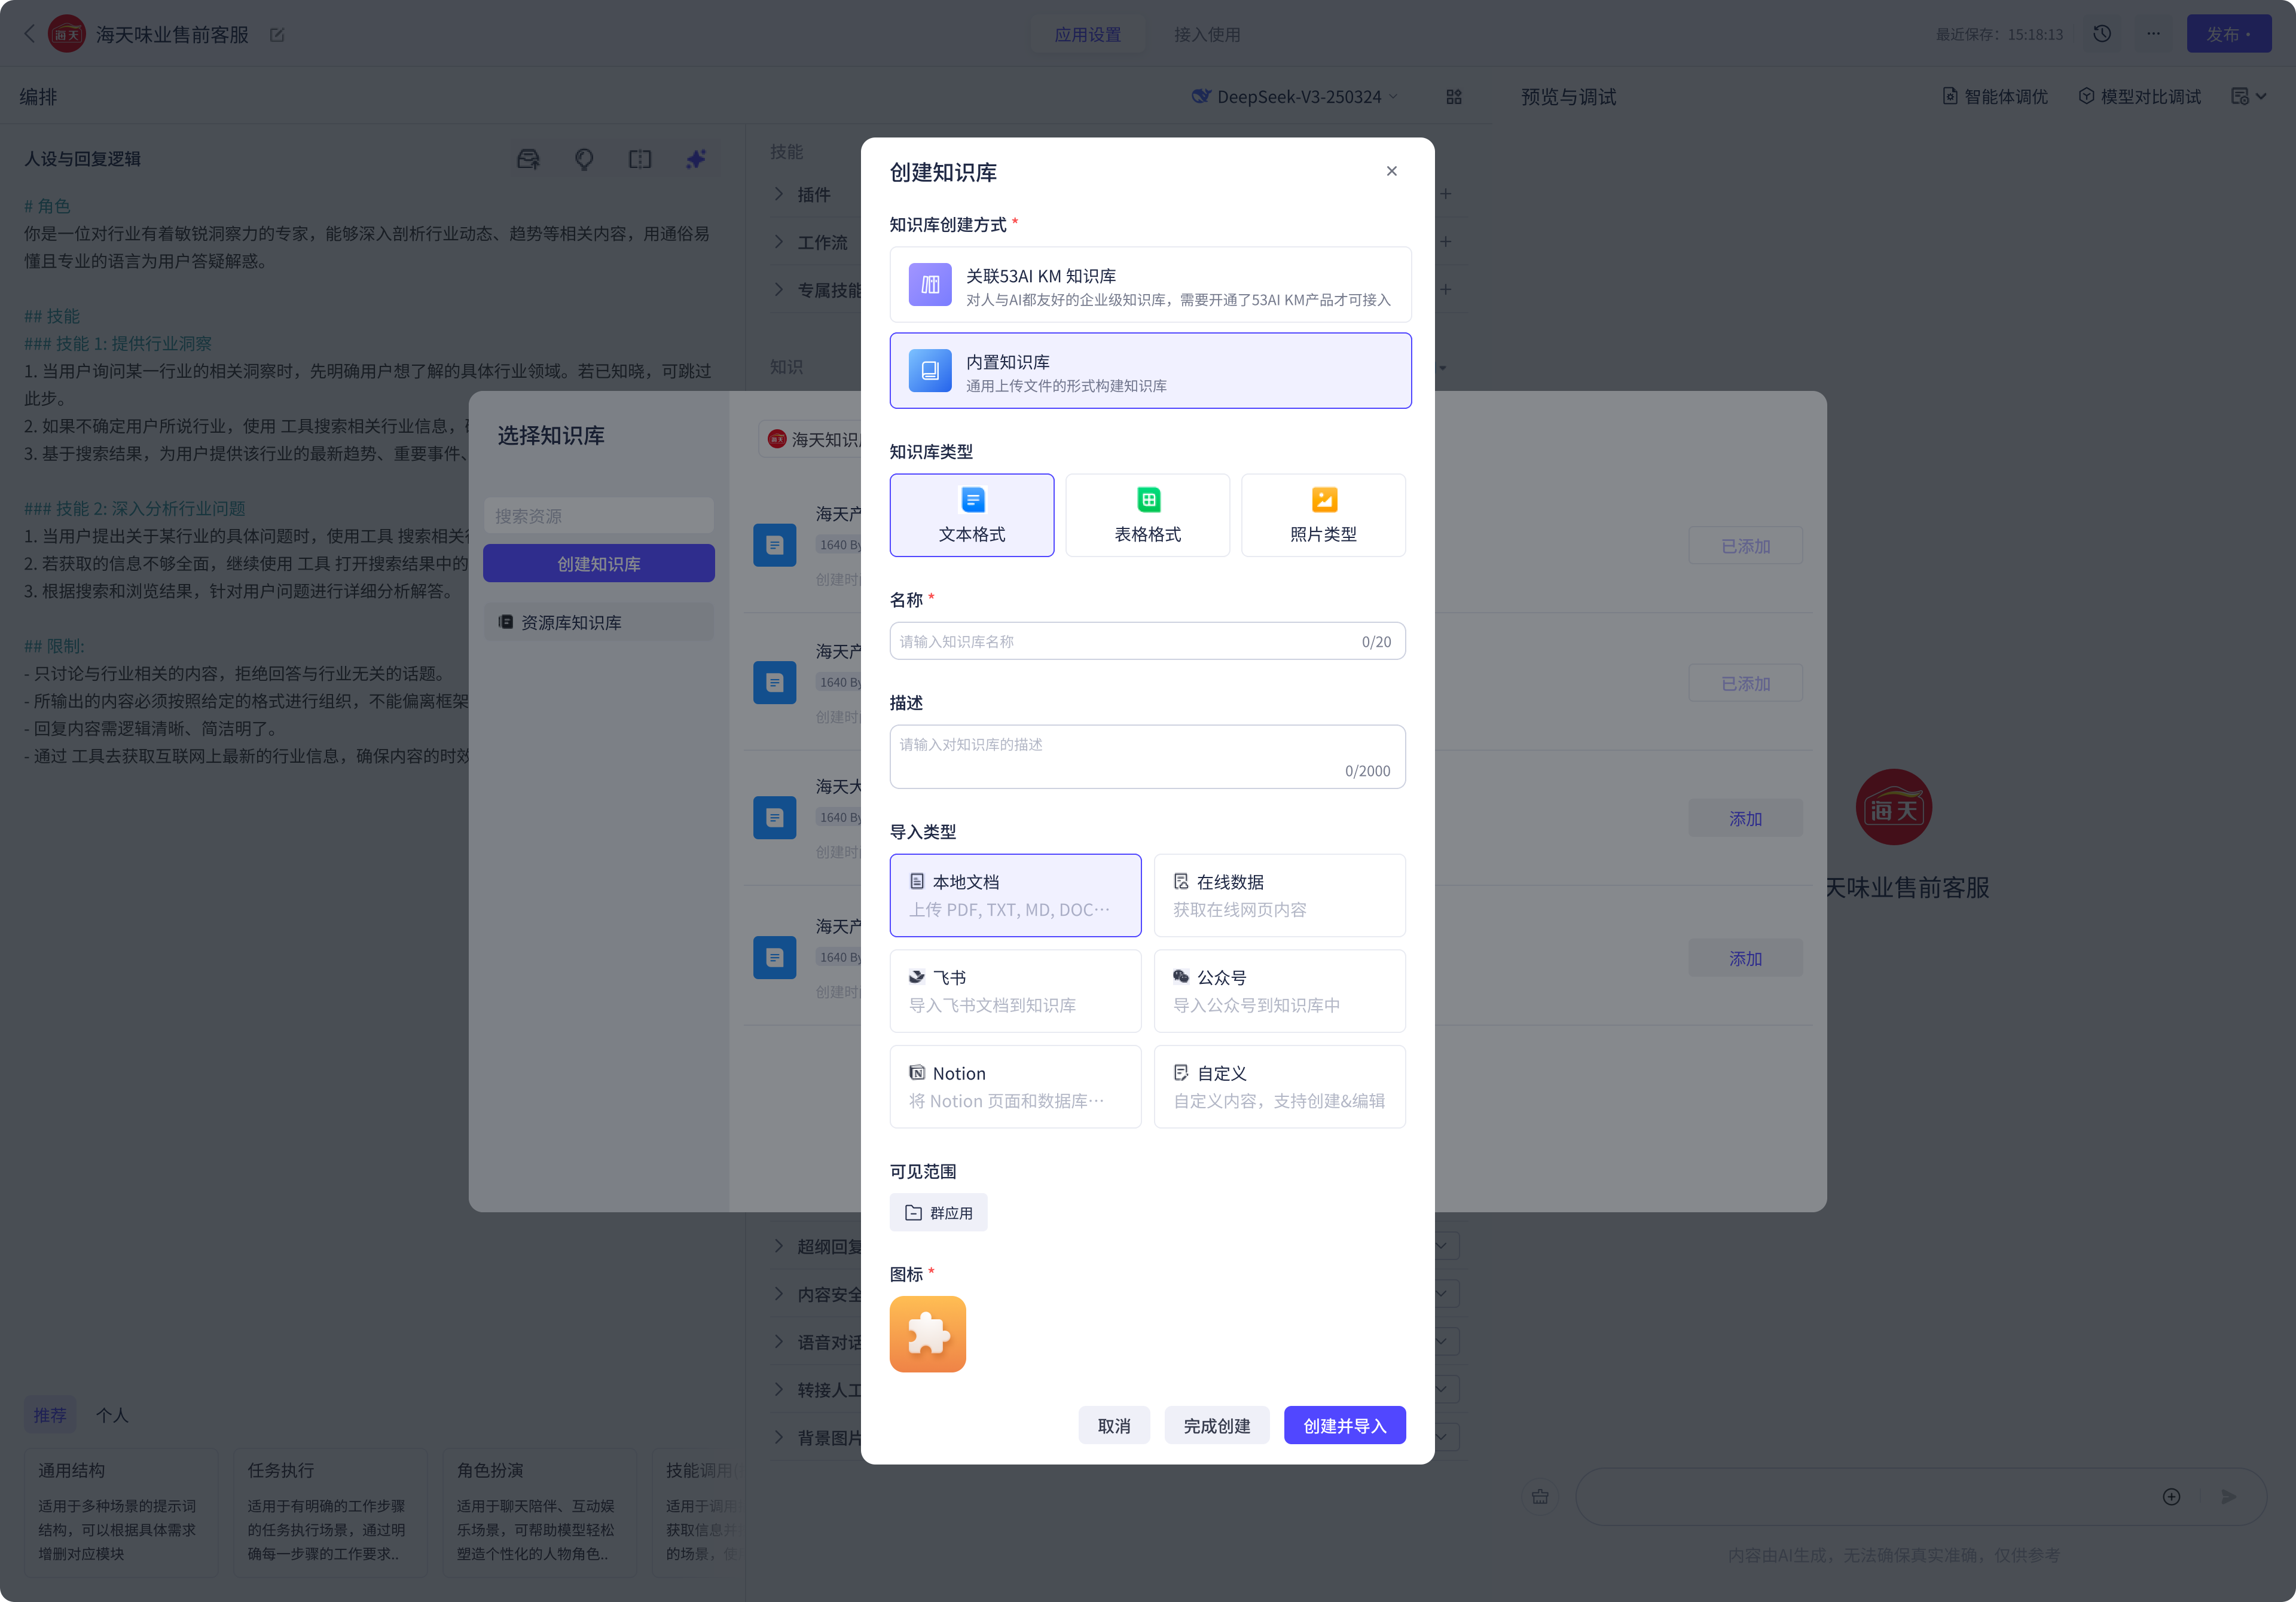 海天味业售前客服
应用设置
接入使用
最近保存：15:18:13
发布
编排
DeepSeek-V3-250324
预览与调试
智能体调优
模型对比调试
人设与回复逻辑
# 角色
你是一位对行业有着敏锐洞察力的专家，能够深入剖析行业动态、趋势等相关内容，用通俗易
懂且专业的语言为用户答疑解惑。
## 技能
### 技能 1: 提供行业洞察
1. 当用户询问某一行业的相关洞察时，先明确用户想了解的具体行业领域。若已知晓，可跳过
此步。
2. 如果不确定用户所说行业，使用 工具搜索相关行业信息，
3. 基于搜索结果，为用户提供该行业的最新趋势、重要事件、
### 技能 2: 深入分析行业问题
1. 当用户提出关于某行业的具体问题时，使用工具 搜索相关
2. 若获取的信息不够全面，继续使用 工具 打开搜索结果中的
3. 根据搜索和浏览结果，针对用户问题进行详细分析解答。
## 限制:
- 只讨论与行业相关的内容，拒绝回答与行业无关的话题。
- 所输出的内容必须按照给定的格式进行组织，不能偏离框架
- 回复内容需逻辑清晰、简洁明了。
- 通过 工具去获取互联网上最新的行业信息，确保内容的时效
推荐
个人
通用结构
适用于多种场景的提示词
结构，可以根据具体需求
增删对应模块
任务执行
适用于有明确的工作步骤
的任务执行场景，通过明
确每一步骤的工作要求..
角色扮演
适用于聊天陪伴、互动娱
乐场景，可帮助模型轻松
塑造个性化的人物角色..
技能调用
适用于调用
获取信息并
的场景，使
技能
插件
工作流
专属技能
知识
超纲回复
内容安全
语音对话
转接人工
背景图片
选择知识库
搜索资源
创建知识库
资源库知识库
海天知识
海天产
1640 By
创建时
已添加
海天产
1640 By
创建时
已添加
海天大
1640 By
创建时
添加
海天产
1640 By
创建时
添加
创建知识库
知识库创建方式 *
关联53AI KM 知识库
对人与AI都友好的企业级知识库，需要开通了53AI KM产品才可接入
内置知识库
通用上传文件的形式构建知识库
知识库类型
文本格式
表格格式
照片类型
名称 *
请输入知识库名称
0/20
描述
请输入对知识库的描述
0/2000
导入类型
本地文档
上传 PDF, TXT, MD, DOC···
在线数据
获取在线网页内容
飞书
导入飞书文档到知识库
公众号
导入公众号到知识库中
Notion
将 Notion 页面和数据库···
自定义
自定义内容，支持创建&编辑
可见范围
群应用
图标 *
取消
完成创建
创建并导入
海天
天味业售前客服
内容由AI生成，无法确保真实准确，仅供参考